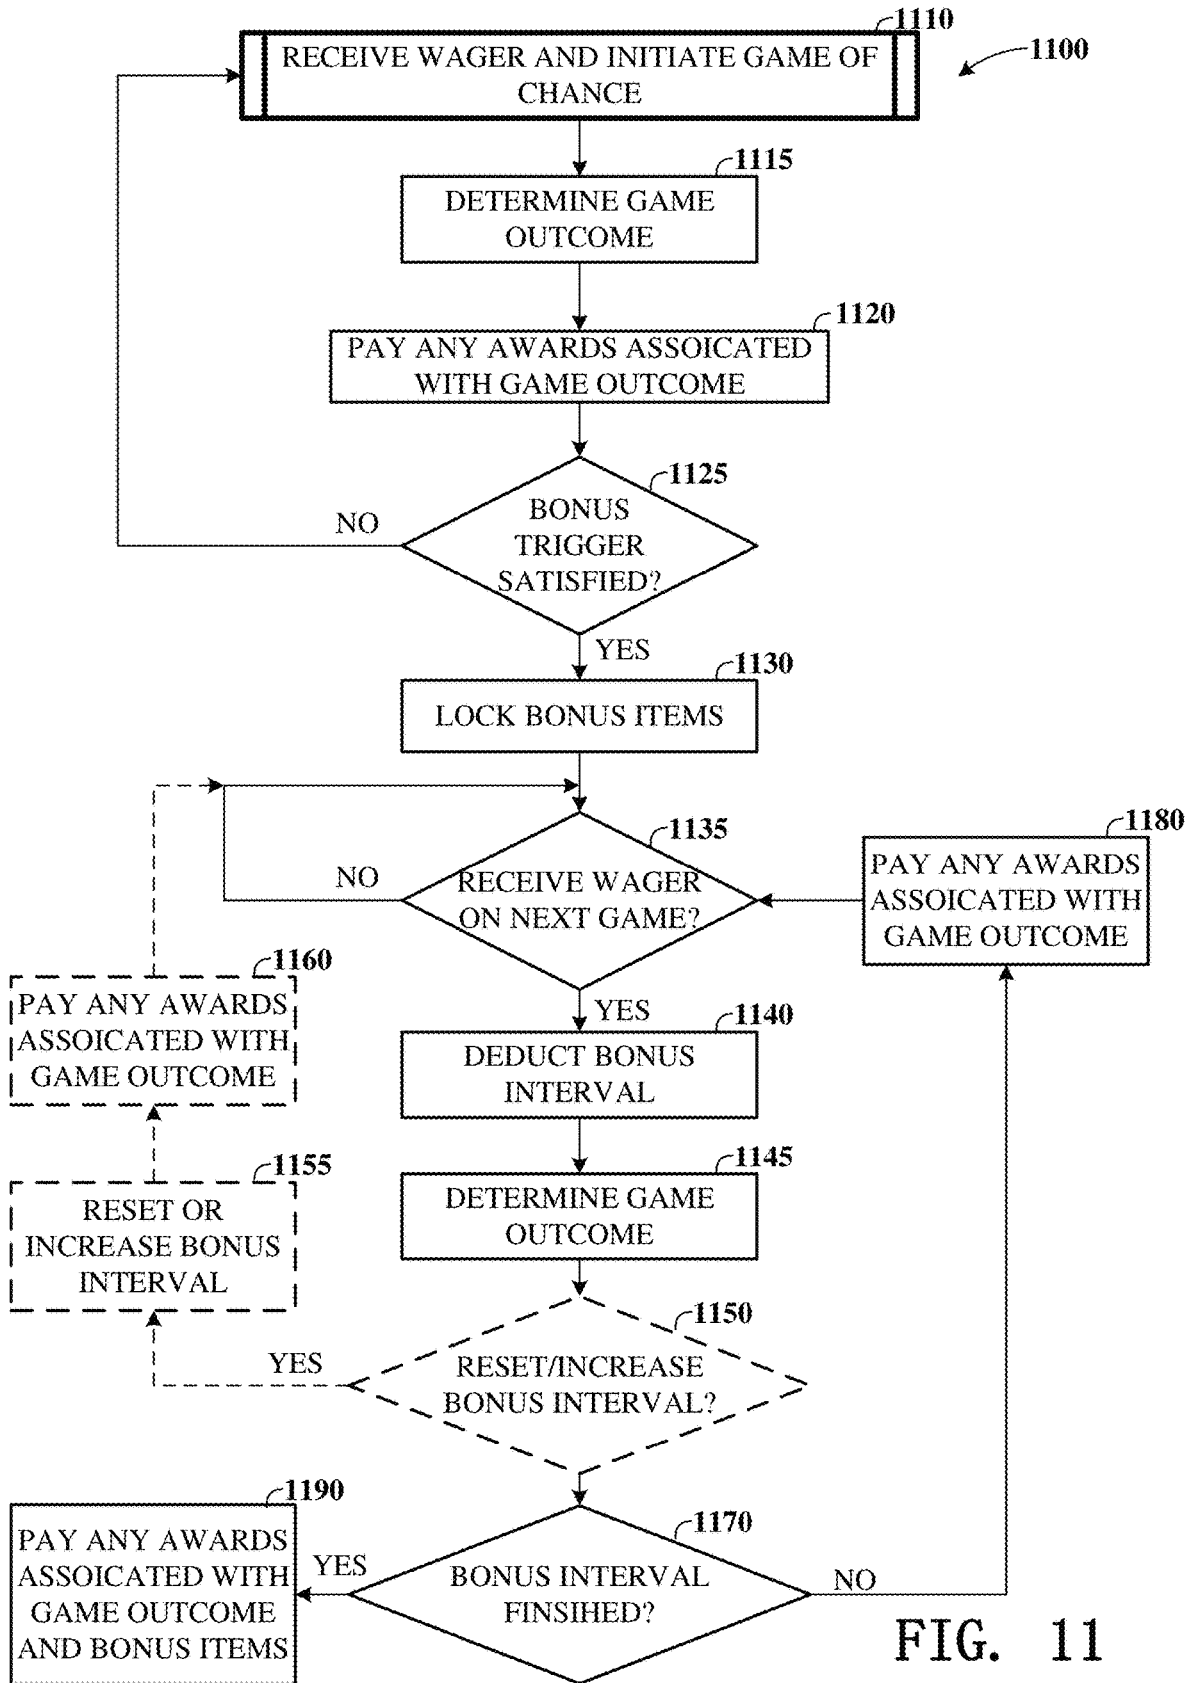 1110
RECEIVE WAGER AND INITIATE GAME OF
CHANCE
1100
1115
DETERMINE GAME
OUTCOME
1120
PAY ANY AWARDS ASSOICATED
WITH GAME OUTCOME
1125
BONUS
TRIGGER
SATISFIED?
NO
YES
1130
LOCK BONUS ITEMS
1135
RECEIVE WAGER
ON NEXT GAME?
NO
1180
PAY ANY AWARDS
ASSOICATED WITH
GAME OUTCOME
YES
1140
DEDUCT BONUS
INTERVAL
1160
PAY ANY AWARDS
ASSOICATED WITH
GAME OUTCOME
1145
DETERMINE GAME
OUTCOME
1155
RESET OR
INCREASE BONUS
INTERVAL
1150
RESET/INCREASE
BONUS INTERVAL?
YES
1170
BONUS INTERVAL
FINSIHED?
YES
NO
1190
PAY ANY AWARDS
ASSOICATED WITH
GAME OUTCOME
AND BONUS ITEMS
FIG. 11